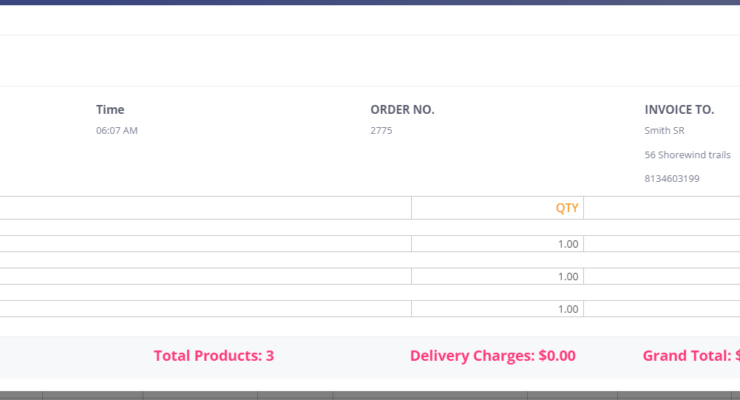 Time
06:07 AM
ORDER NO.
2775
INVOICE TO.
Smith SR
56 Shorewind trails
8134603199
QTY
1.00
1.00
1.00
Total Products: 3
Delivery Charges: $0.00
Grand Total: $